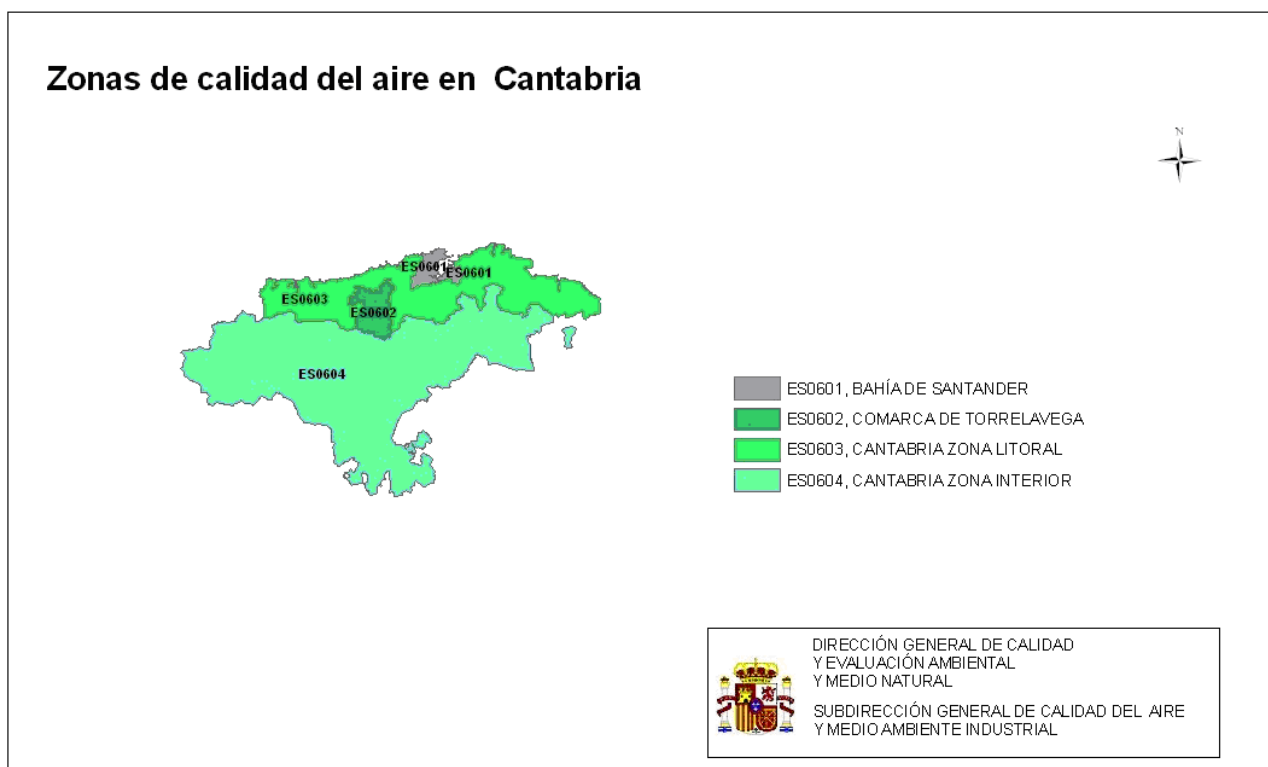 Zonas de calidad del aire en  Cantabria
N
ES0601
ES0601
ES0603
ES0602
ES0604
ES0601, BAHÍA DE SANTANDER
ES0602, COMARCA DE TORRELAVEGA
ES0603, CANTABRIA ZONA LITORAL
ES0604, CANTABRIA ZONA INTERIOR
DIRECCIÓN GENERAL DE CALIDAD
Y EVALUACIÓN AMBIENTAL
Y MEDIO NATURAL
SUBDIRECCIÓN GENERAL DE CALIDAD DEL AIRE
Y MEDIO AMBIENTE INDUSTRIAL